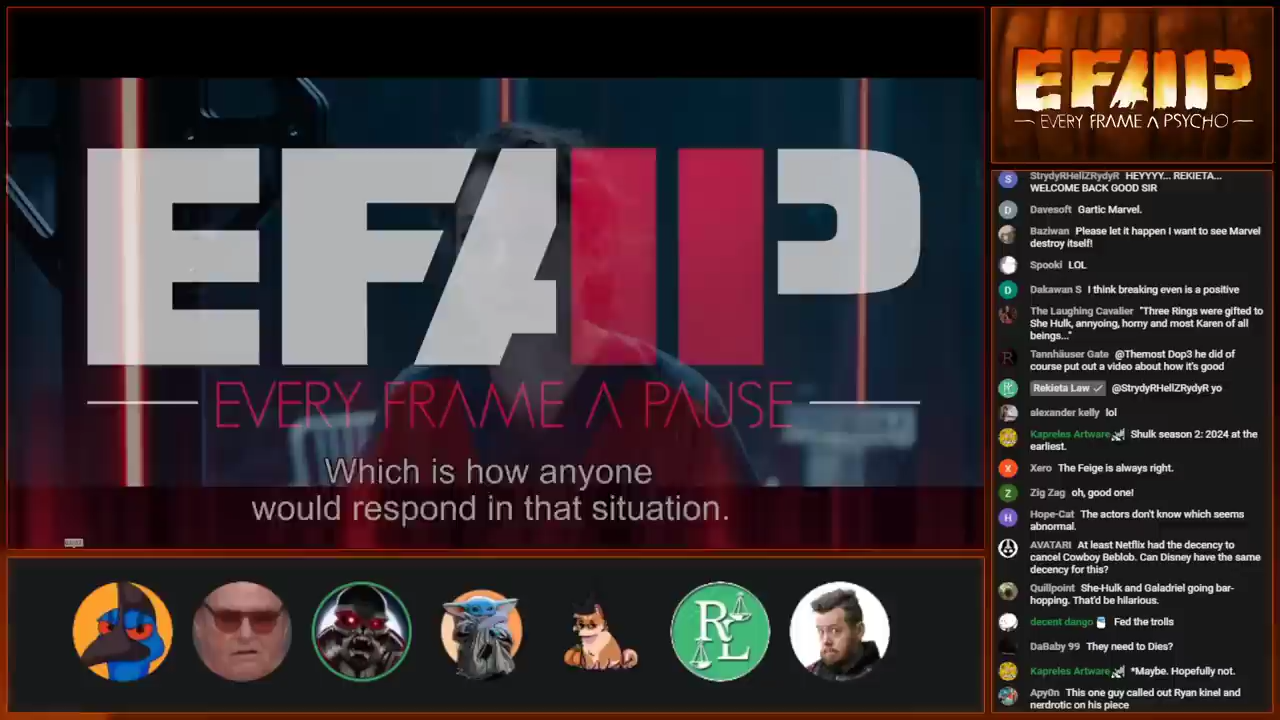 EFAIIP
EVERY FRAME A PAUSE
Which is how anyone
would respond in that situation.
EFAIIP
EVERY FRAME A PSYCHO
S StrydyRHellZRydyR HEYYYY... REKIETA...
WELCOME BACK GOOD SIR
D Davesoft Gartic Marvel.
Baziwan Please let it happen I want to see Marvel
destroy itself!
Spooki LOL
D Dakawan S I think breaking even is a positive
The Laughing Cavalier "Three Rings were gifted to
She Hulk, annyoing, horny and most Karen of all
beings..."
Tannhäuser Gate @Themost Dop3 he did of
course put out a video about how it's good
Rekieta Law @StrydyRHellZRydyR yo
alexander kelly lol
Kapreles Artware Shulk season 2: 2024 at the
earliest.
X Xero The Feige is always right.
Z Zig Zag oh, good one!
H Hope-Cat The actors don't know which seems
abnormal.
AVATARI At least Netflix had the decency to
cancel Cowboy Beblob. Can Disney have the same
decency for this?
Quillpoint She-Hulk and Galadriel going bar-
hopping. That'd be hilarious.
decent dango Fed the trolls
DaBaby 99 They need to Dies?
Kapreles Artware *Maybe. Hopefully not.
Apy0n This one guy called out Ryan kinel and
nerdrotic on his piece
RCL